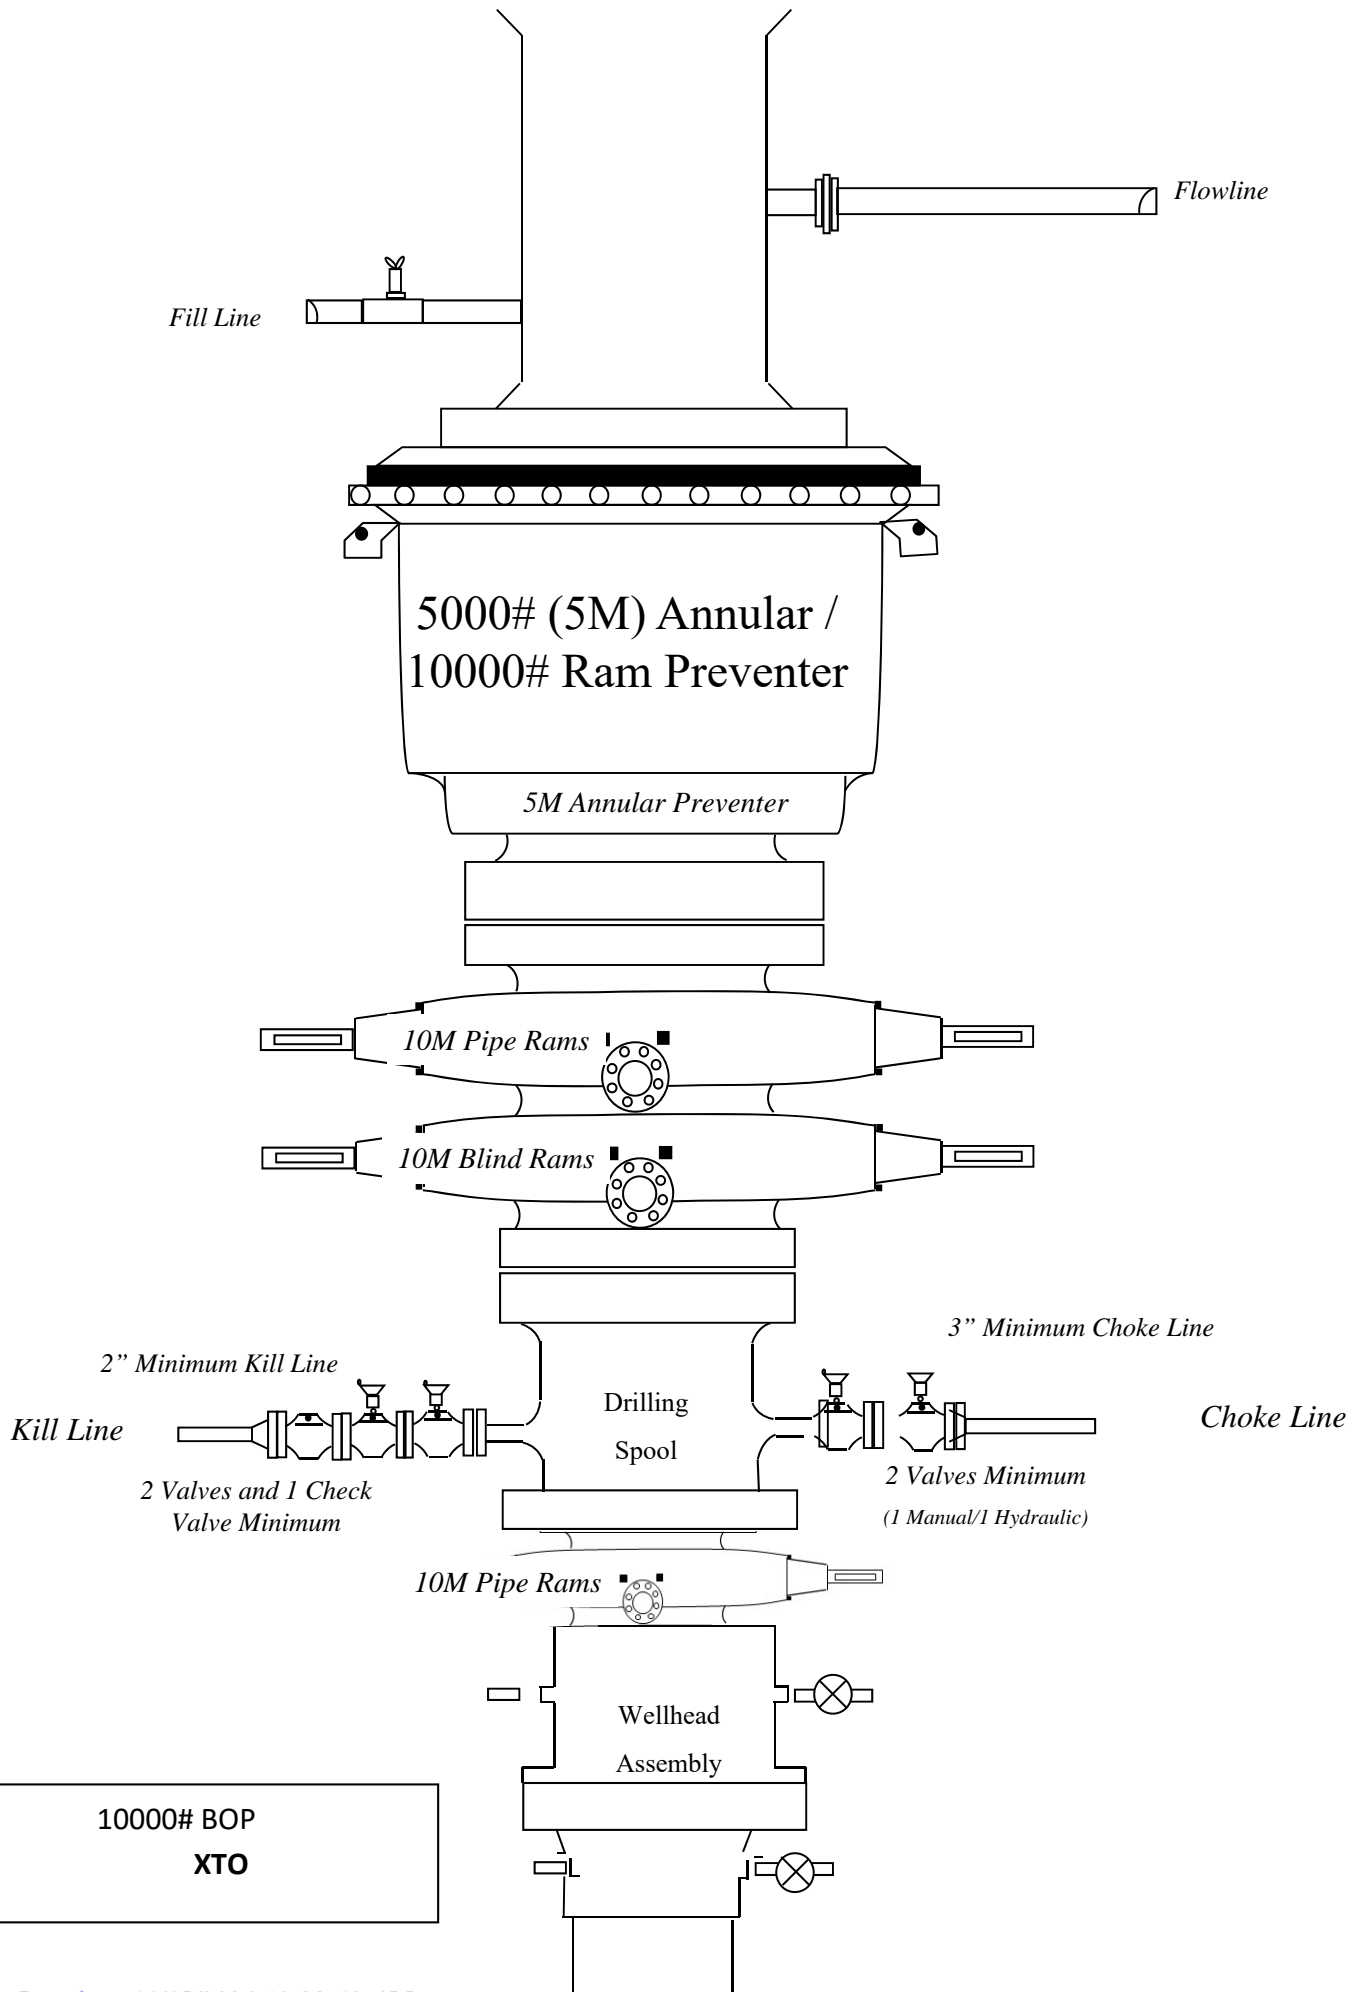 Flowline
Fill Line
5000# (5M) Annular /
10000# Ram Preventer
5M Annular Preventer
10M Pipe Rams
10M Blind Rams
3” Minimum Choke Line
2” Minimum Kill Line
Drilling
Spool
Kill Line
Choke Line
2 Valves and 1 Check
Valve Minimum
2 Valves Minimum
(1 Manual/1 Hydraulic)
10M Pipe Rams
Wellhead
Assembly
10000# BOP
XTO